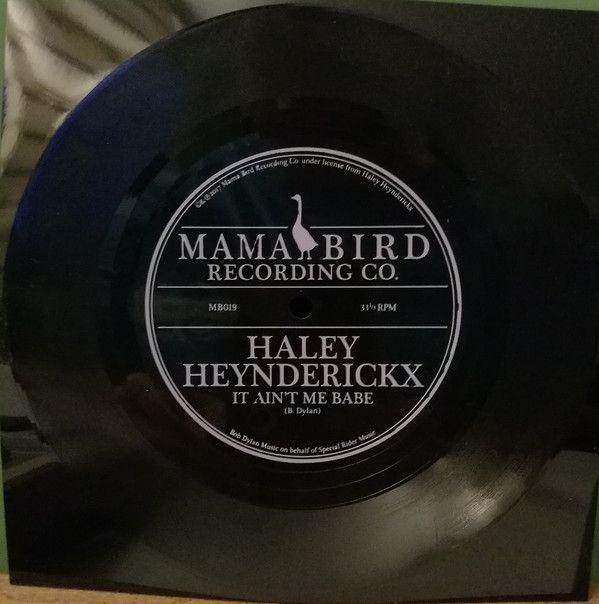 ℗&© 2017 Mama Bird Recording Co under license from Haley Heynderickx
MAMA BIRD
RECORDING CO.
MB019 33⅓ RPM
HALEY
HEYNDERICKX
IT AIN'T ME BABE
(B. Dylan)
Bob Dylan Music on behalf of Special Rider Music